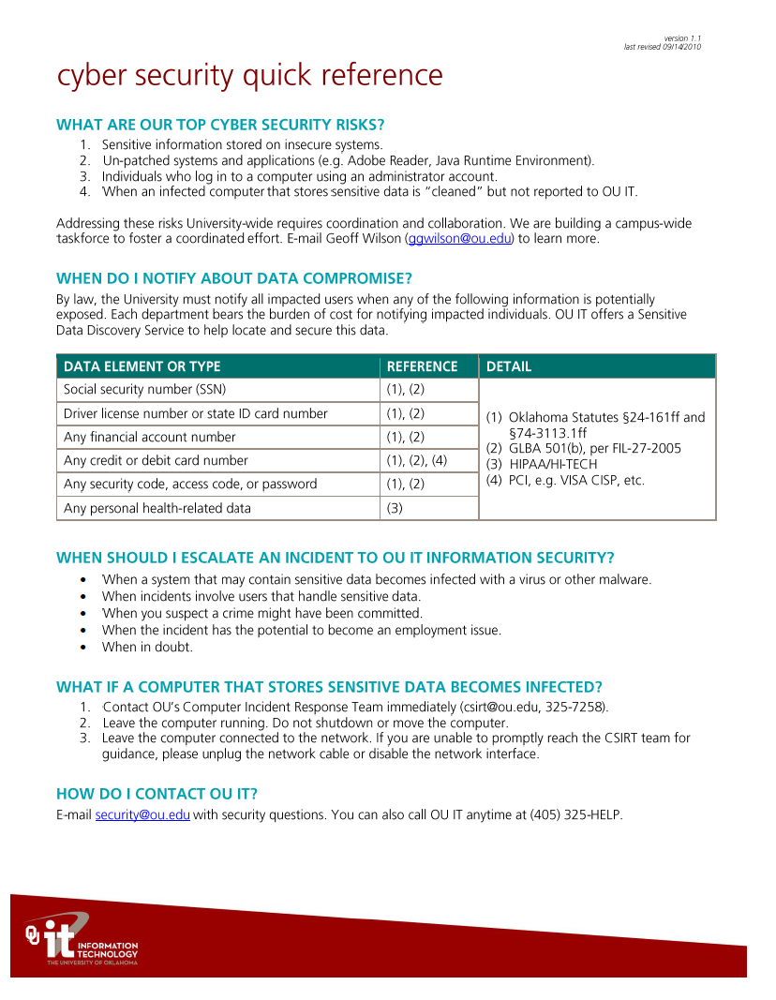 version 1.1
last revised 09/14/2010
cyber security quick reference
WHAT ARE OUR TOP CYBER SECURITY RISKS?
1. Sensitive information stored on insecure systems.
2. Un-patched systems and applications (e.g. Adobe Reader, Java Runtime Environment).
3. Individuals who log in to a computer using an administrator account.
4. When an infected computer that stores sensitive data is “cleaned” but not reported to OU IT.
Addressing these risks University-wide requires coordination and collaboration. We are building a campus-wide
taskforce to foster a coordinated effort. E-mail Geoff Wilson (ggwilson@ou.edu) to learn more.
WHEN DO I NOTIFY ABOUT DATA COMPROMISE?
By law, the University must notify all impacted users when any of the following information is potentially
exposed. Each department bears the burden of cost for notifying impacted individuals. OU IT offers a Sensitive
Data Discovery Service to help locate and secure this data.
DATA ELEMENT OR TYPE REFERENCE DETAIL
Social security number (SSN) (1), (2)
Driver license number or state ID card number (1), (2)
Any financial account number (1), (2)
Any credit or debit card number (1), (2), (4)
Any security code, access code, or password (1), (2)
Any personal health-related data (3)
(1) Oklahoma Statutes §24-161ff and
§74-3113.1ff
(2) GLBA 501(b), per FIL-27-2005
(3) HIPAA/HI-TECH
(4) PCI, e.g. VISA CISP, etc.
WHEN SHOULD I ESCALATE AN INCIDENT TO OU IT INFORMATION SECURITY?
• When a system that may contain sensitive data becomes infected with a virus or other malware.
• When incidents involve users that handle sensitive data.
• When you suspect a crime might have been committed.
• When the incident has the potential to become an employment issue.
• When in doubt.
WHAT IF A COMPUTER THAT STORES SENSITIVE DATA BECOMES INFECTED?
1. Contact OU’s Computer Incident Response Team immediately (csirt@ou.edu, 325-7258).
2. Leave the computer running. Do not shutdown or move the computer.
3. Leave the computer connected to the network. If you are unable to promptly reach the CSIRT team for
guidance, please unplug the network cable or disable the network interface.
HOW DO I CONTACT OU IT?
E-mail security@ou.edu with security questions. You can also call OU IT anytime at (405) 325-HELP.
OU it INFORMATION
TECHNOLOGY
THE UNIVERSITY OF OKLAHOMA